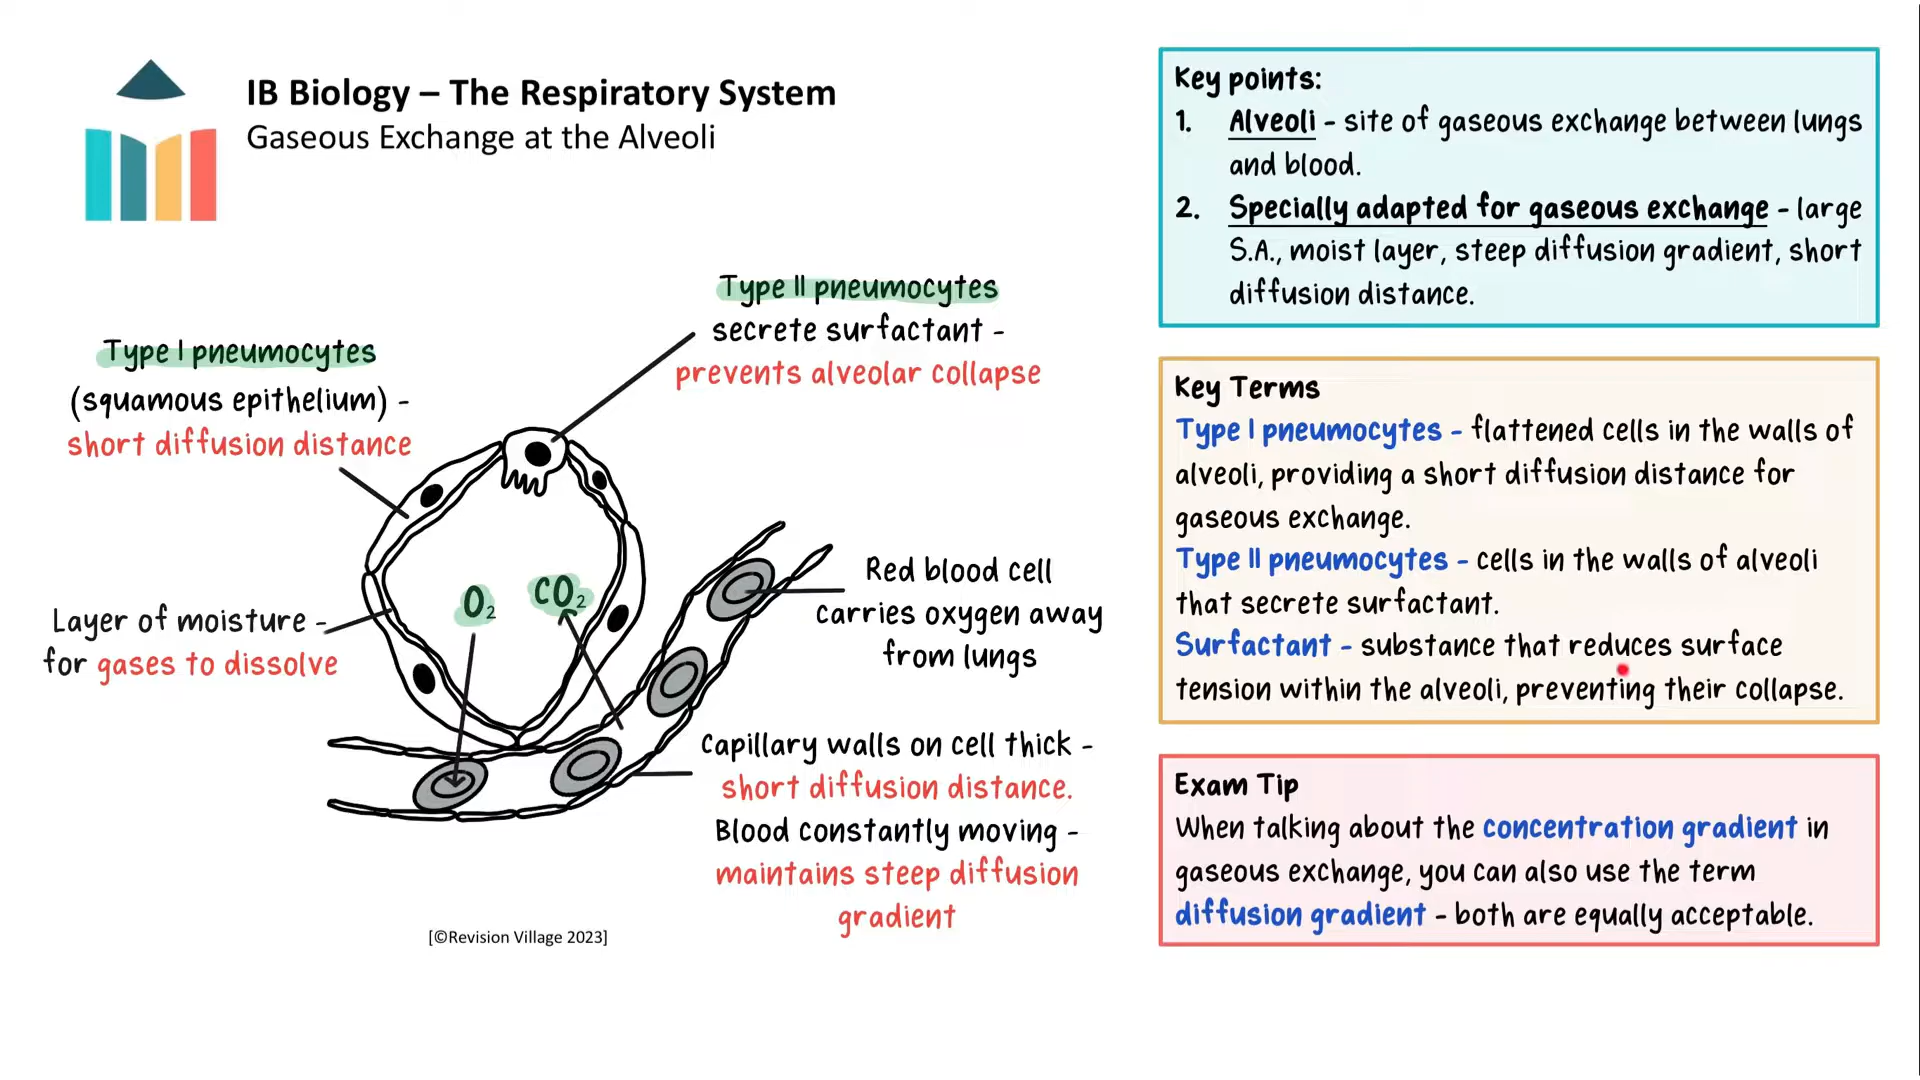 IB Biology – The Respiratory System
Gaseous Exchange at the Alveoli
Type II pneumocytes
secrete surfactant -
prevents alveolar collapse
Type I pneumocytes
(squamous epithelium) -
short diffusion distance
O₂
CO₂
Layer of moisture -
for gases to dissolve
Red blood cell
carries oxygen away
from lungs
Capillary walls on cell thick -
short diffusion distance.
Blood constantly moving -
maintains steep diffusion
gradient
[©Revision Village 2023]
Key points:
1. Alveoli - site of gaseous exchange between lungs
and blood.
2. Specially adapted for gaseous exchange - large
S.A., moist layer, steep diffusion gradient, short
diffusion distance.
Key Terms
Type I pneumocytes - flattened cells in the walls of
alveoli, providing a short diffusion distance for
gaseous exchange.
Type II pneumocytes - cells in the walls of alveoli
that secrete surfactant.
Surfactant - substance that reduces surface
tension within the alveoli, preventing their collapse.
Exam Tip
When talking about the concentration gradient in
gaseous exchange, you can also use the term
diffusion gradient - both are equally acceptable.